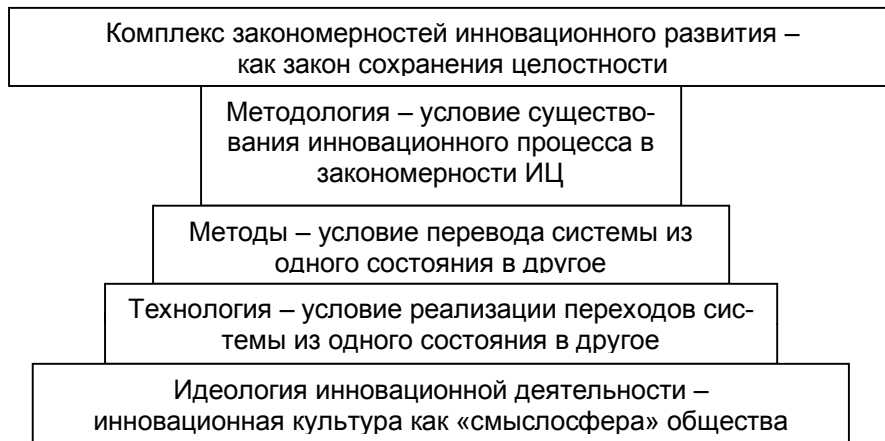 Комплекс закономерностей инновационного развития –
как закон сохранения целостности
Методология – условие существо-
вания инновационного процесса в
закономерности ИЦ
Методы – условие перевода системы из
одного состояния в другое
Технология – условие реализации переходов сис-
темы из одного состояния в другое
Идеология инновационной деятельности –
инновационная культура как «смыслосфера» общества